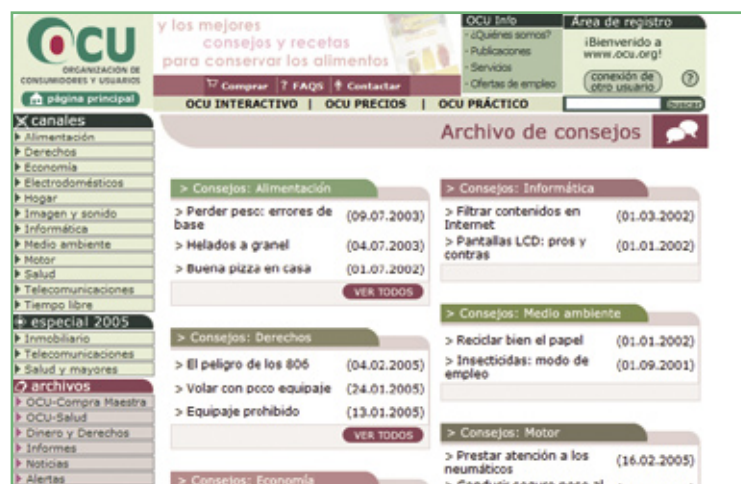 OCU
ORGANIZACIÓN DE
CONSUMIDORES Y USUARIOS
página principal
y los mejores
consejos y recetas
para conservar los alimentos
Comprar ? FAQS Contactar
OCU Info
- ¿Quiénes somos?
- Publicacones
- Servicios
- Ofertas de empleo
Área de registro
¡Bienvenido a
www.ocu.org!
conexión de
otro usuario
?
OCU INTERACTIVO | OCU PRECIOS | OCU PRÁCTICO
buscar
canales
Alimentación
Derechos
Economía
Electrodomésticos
Hogar
Imagen y sonido
Informática
Medio ambiente
Motor
Salud
Telecomunicaciones
Tiempo libre
especial 2005
Inmobiliario
Telecomunicaciones
Salud y mayores
archivos
OCU-Compra Maestra
OCU-Salud
Dinero y Derechos
Informes
Noticias
Alertas
Archivo de consejos
> Consejos: Alimentación
> Perder peso: errores de base (09.07.2003)
> Helados a granel (04.07.2003)
> Buena pizza en casa (01.07.2002)
VER TODOS
> Consejos: Derechos
> El peligro de los 806 (04.02.2005)
> Volar con poco equipaje (24.01.2005)
> Equipaje prohibido (13.01.2005)
VER TODOS
> Consejos: Economía
> Consejos: Informática
> Filtrar contenidos en Internet (01.03.2002)
> Pantallas LCD: pros y contras (01.01.2002)
> Consejos: Medio ambiente
> Reciclar bien el papel (01.01.2002)
> Insecticidas: modo de empleo (01.09.2001)
> Consejos: Motor
> Prestar atención a los neumáticos (16.02.2005)